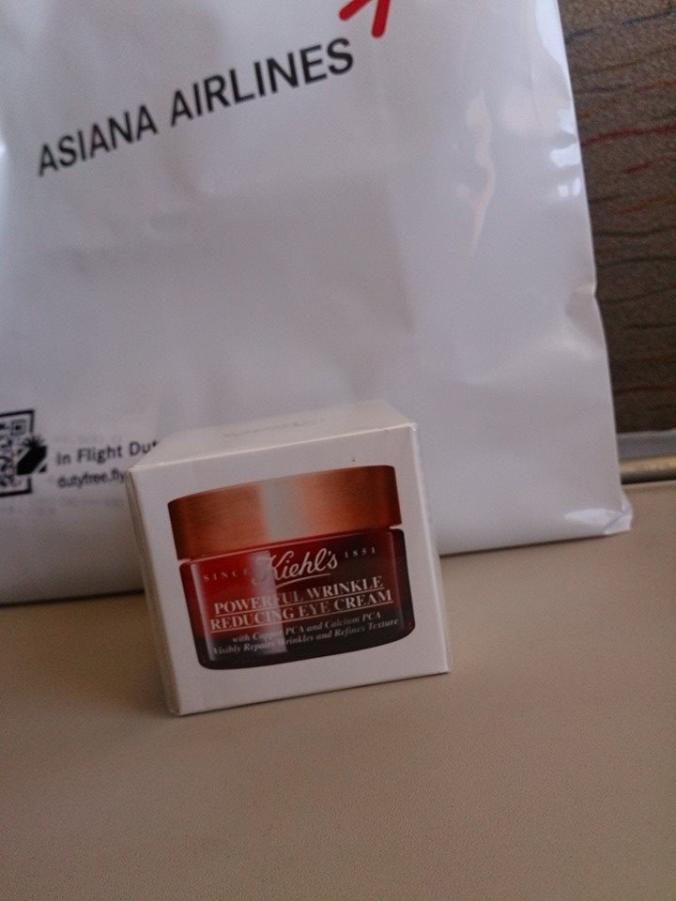 ASIANA AIRLINES
In Flight Dut
dutyfree.fly
SINCE Kiehl's 1851
POWERFUL WRINKLE
REDUCING EYE CREAM
with Copper PCA and Calcium PCA
Visibly Repairs Wrinkles and Refines Texture